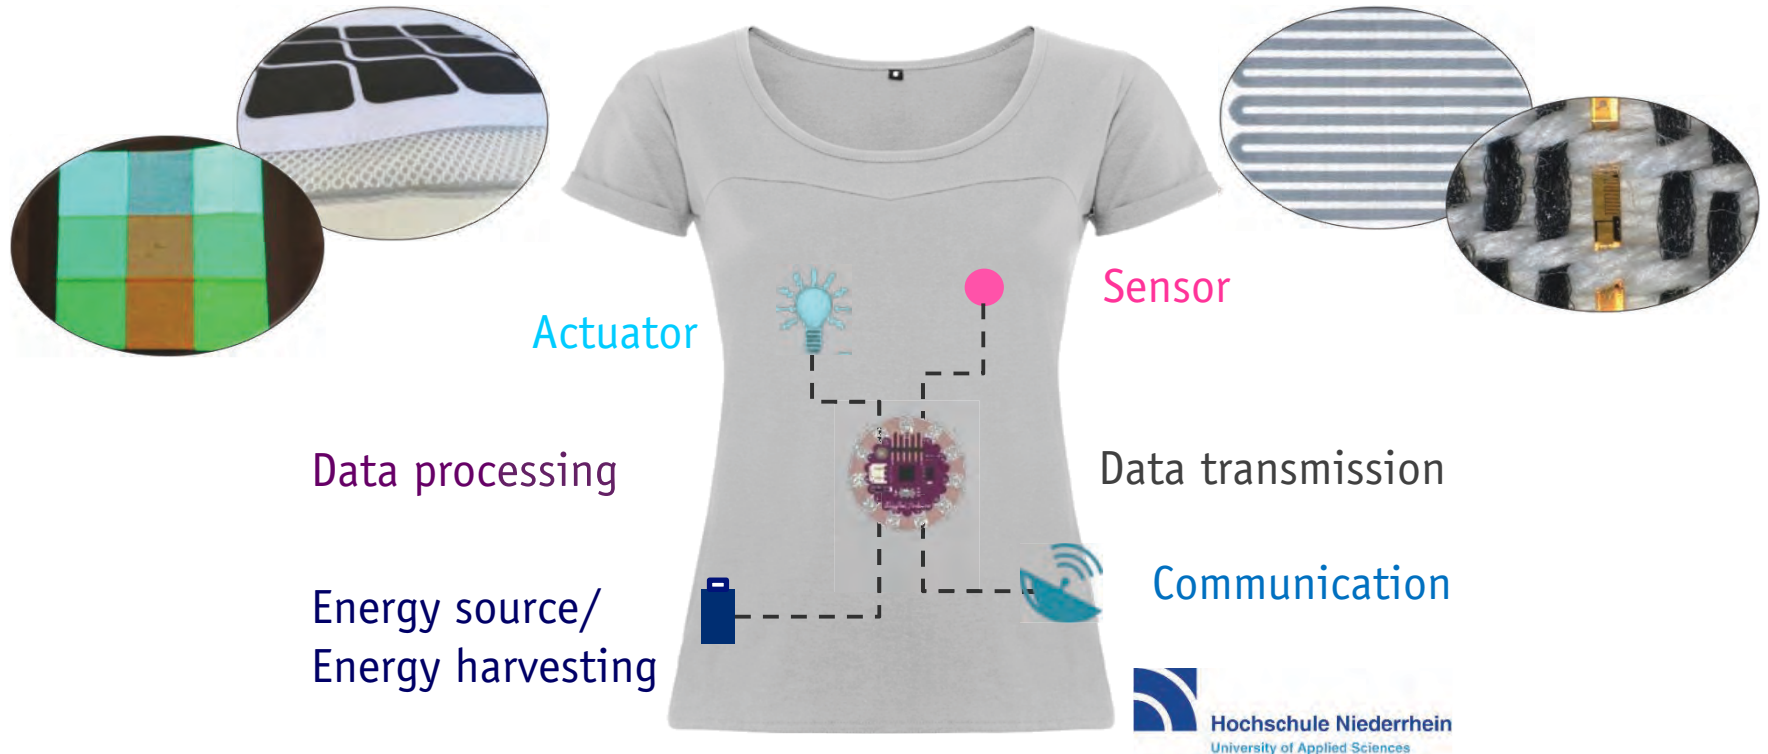 Sensor
Actuator
Data processing
Data transmission
Energy source/
Energy harvesting
Communication
Hochschule Niederrhein
University of Applied Sciences